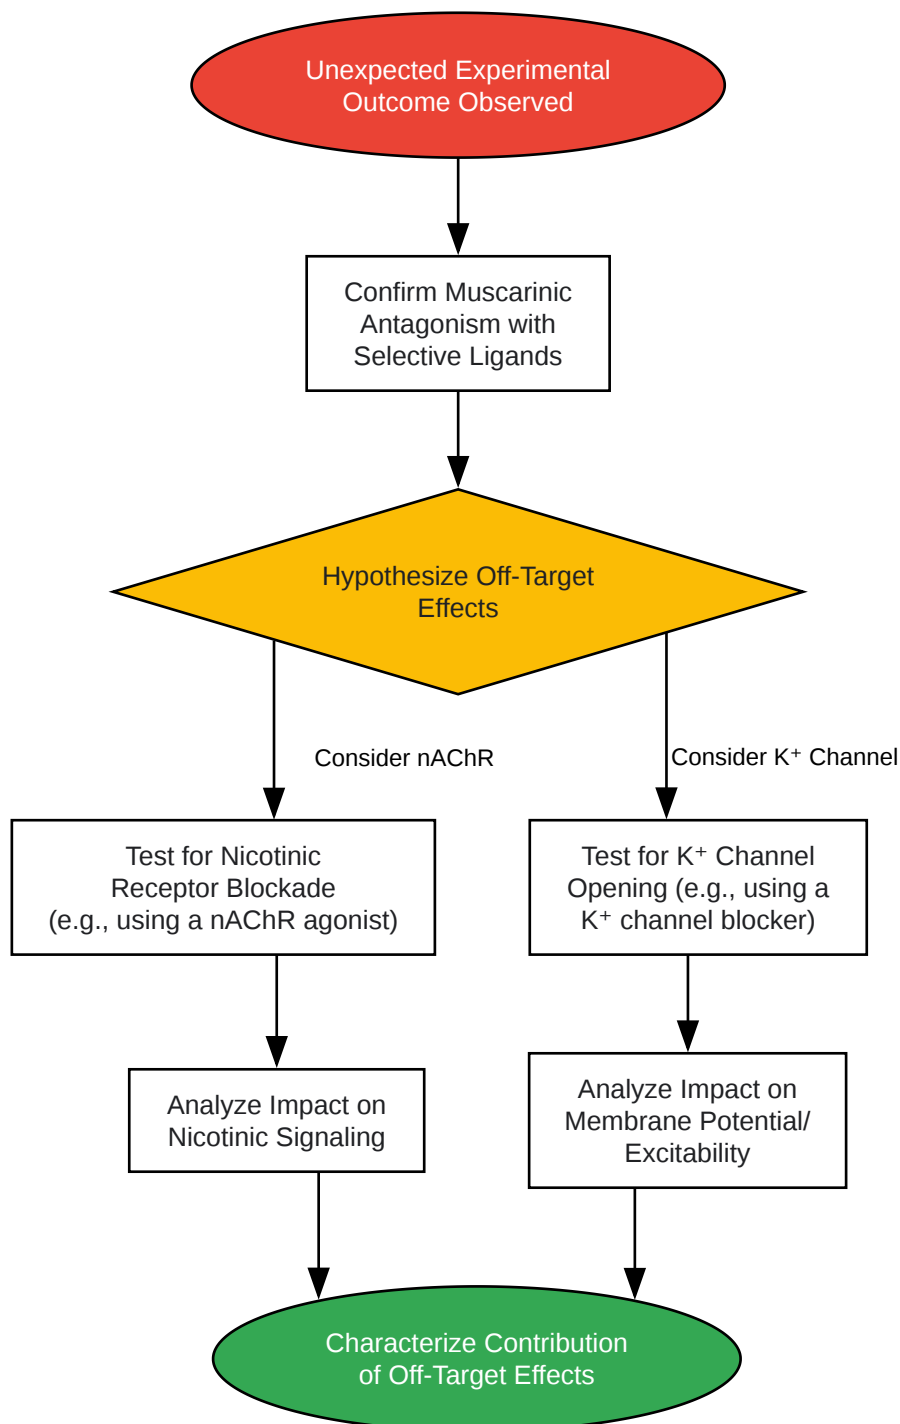 Unexpected Experimental
Outcome Observed
Confirm Muscarinic
Antagonism with
Selective Ligands
Hypothesize Off-Target
Effects
Consider nAChR
Consider K⁺ Channel
Test for Nicotinic
Receptor Blockade
(e.g., using a nAChR agonist)
Test for K⁺ Channel
Opening (e.g., using a
K⁺ channel blocker)
Analyze Impact on
Nicotinic Signaling
Analyze Impact on
Membrane Potential/
Excitability
Characterize Contribution
of Off-Target Effects